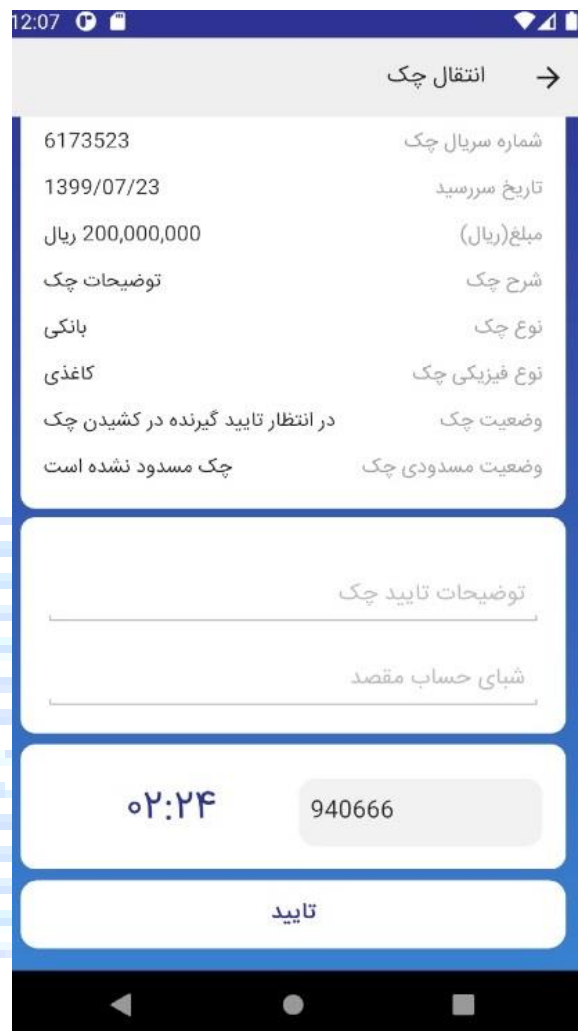 12:07
انتقال چک
شماره سریال چک 6173523
تاریخ سررسید 1399/07/23
مبلغ(ریال) 200,000,000 ریال
شرح چک توضیحات چک
نوع چک بانکی
نوع فیزیکی چک کاغذی
وضعیت چک در انتظار تایید گیرنده در کشیدن چک
وضعیت مسدودی چک چک مسدود نشده است
توضیحات تایید چک
شبای حساب مقصد
940666 ۰۲:۲۴
تایید